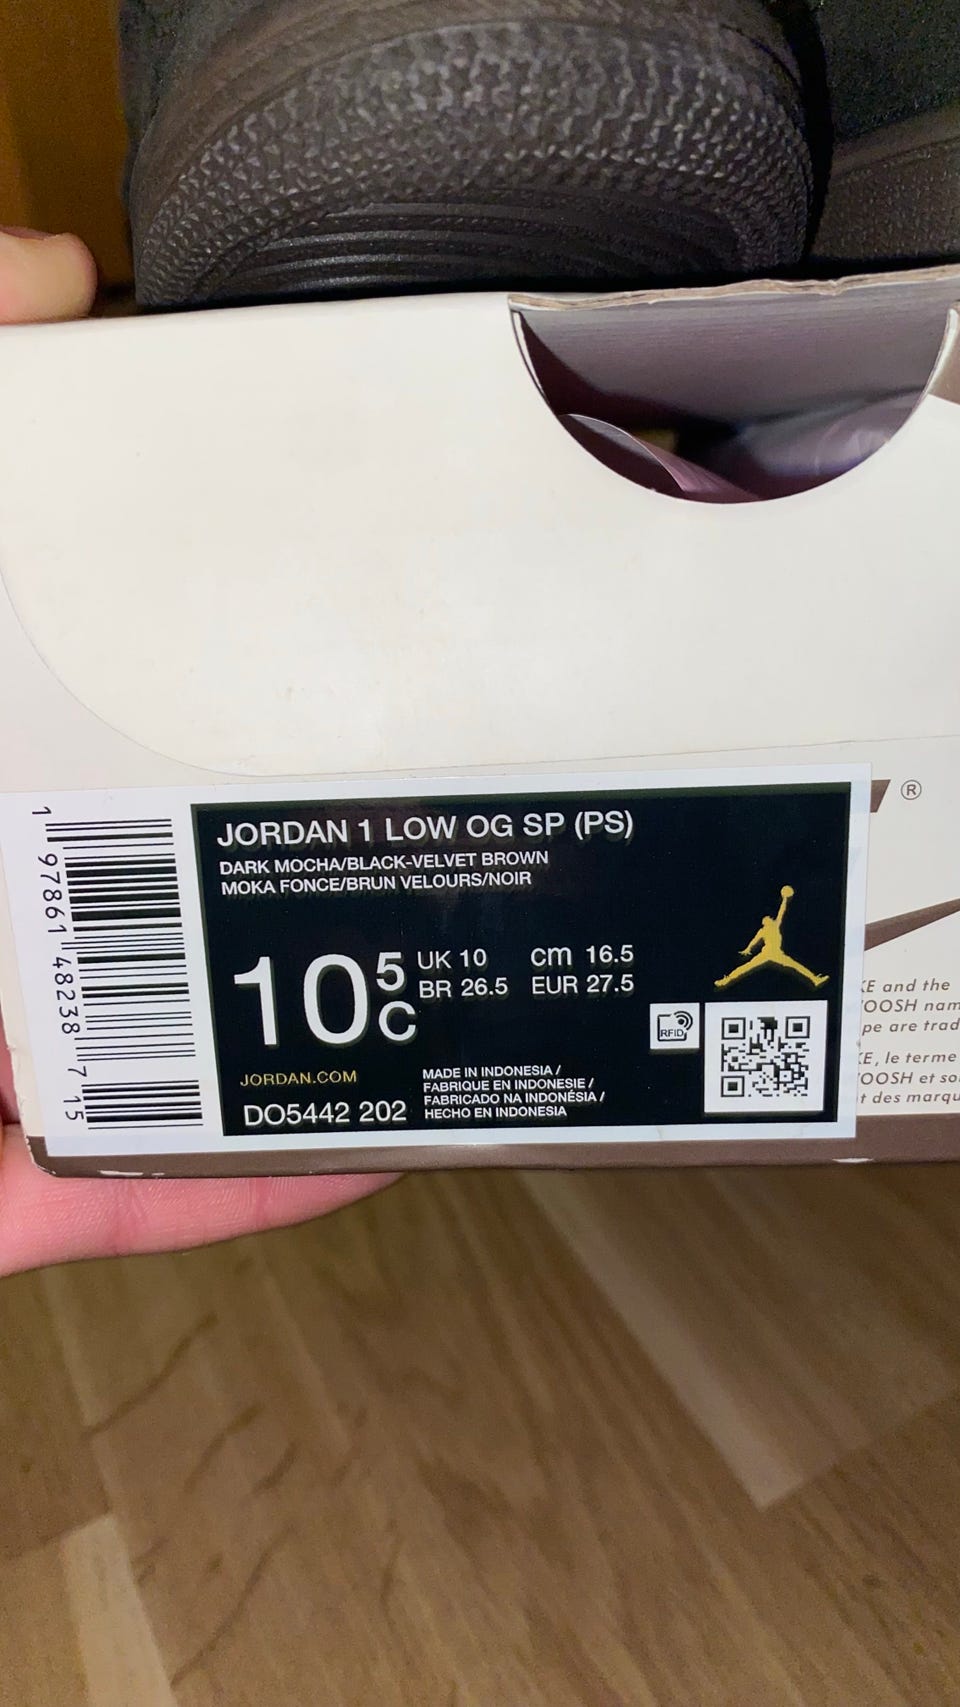 JORDAN 1 LOW OG SP (PS)
DARK MOCHA/BLACK-VELVET BROWN
MOKA FONCE/BRUN VELOURS/NOIR
10 5 C
UK 10 cm 16.5
BR 26.5 EUR 27.5
JORDAN.COM
DO5442 202
MADE IN INDONESIA /
FABRIQUE EN INDONESIE /
FABRICADO NA INDONÉSIA /
HECHO EN INDONESIA
RFID
1 97861 48238 7 15
®
KE and the
OOSH nam
pe are trad
KE, le terme
OOSH et so
t des marqu